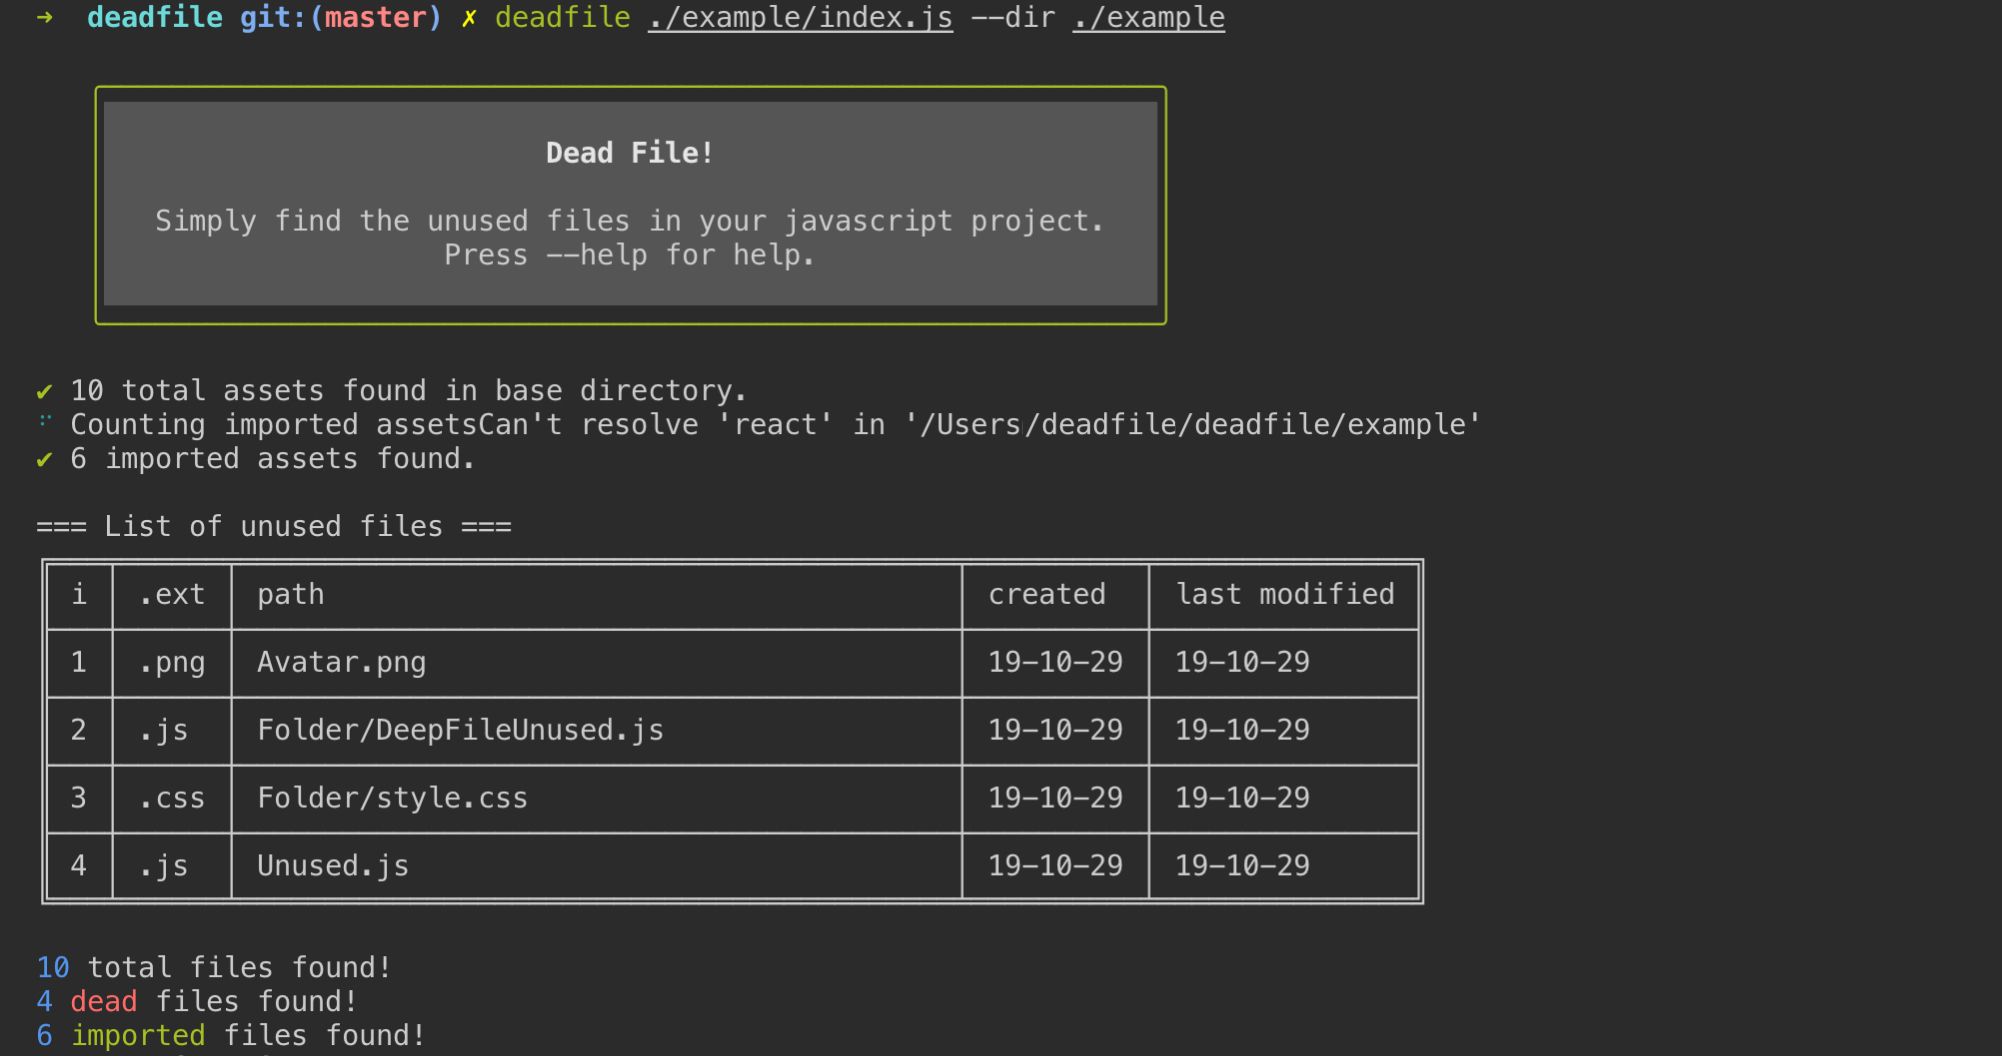 ➜ deadfile git:(master) ✗ deadfile ./example/index.js --dir ./example
Dead File!
Simply find the unused files in your javascript project.
Press --help for help.
✔ 10 total assets found in base directory.
⠋ Counting imported assetsCan't resolve 'react' in '/Users/deadfile/deadfile/example'
✔ 6 imported assets found.
=== List of unused files ===
i .ext path created last modified
1 .png Avatar.png 19-10-29 19-10-29
2 .js Folder/DeepFileUnused.js 19-10-29 19-10-29
3 .css Folder/style.css 19-10-29 19-10-29
4 .js Unused.js 19-10-29 19-10-29
10 total files found!
4 dead files found!
6 imported files found!